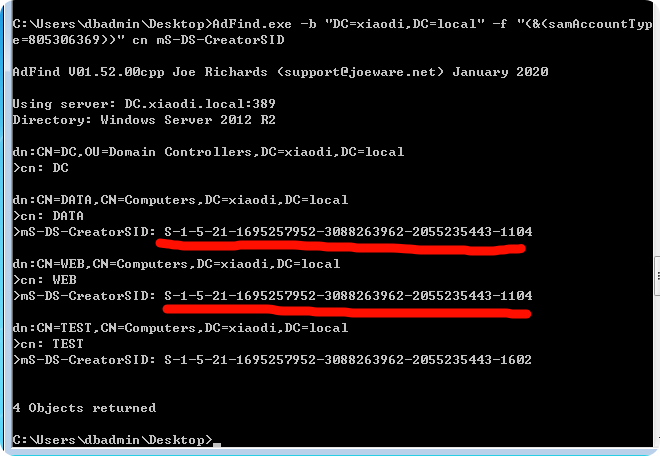 C:\Users\dbadmin\Desktop>AdFind.exe -b "DC=xiaodi,DC=local" -f "(&(samAccountTyp
e=805306369))" cn mS-DS-CreatorSID
AdFind V01.52.00cpp Joe Richards (support@joeware.net) January 2020
Using server: DC.xiaodi.local:389
Directory: Windows Server 2012 R2
dn:CN=DC,OU=Domain Controllers,DC=xiaodi,DC=local
>cn: DC
dn:CN=DATA,CN=Computers,DC=xiaodi,DC=local
>cn: DATA
>mS-DS-CreatorSID: S-1-5-21-1695257952-3088263962-2055235443-1104
dn:CN=WEB,CN=Computers,DC=xiaodi,DC=local
>cn: WEB
>mS-DS-CreatorSID: S-1-5-21-1695257952-3088263962-2055235443-1104
dn:CN=TEST,CN=Computers,DC=xiaodi,DC=local
>cn: TEST
>mS-DS-CreatorSID: S-1-5-21-1695257952-3088263962-2055235443-1602
4 Objects returned
C:\Users\dbadmin\Desktop>_